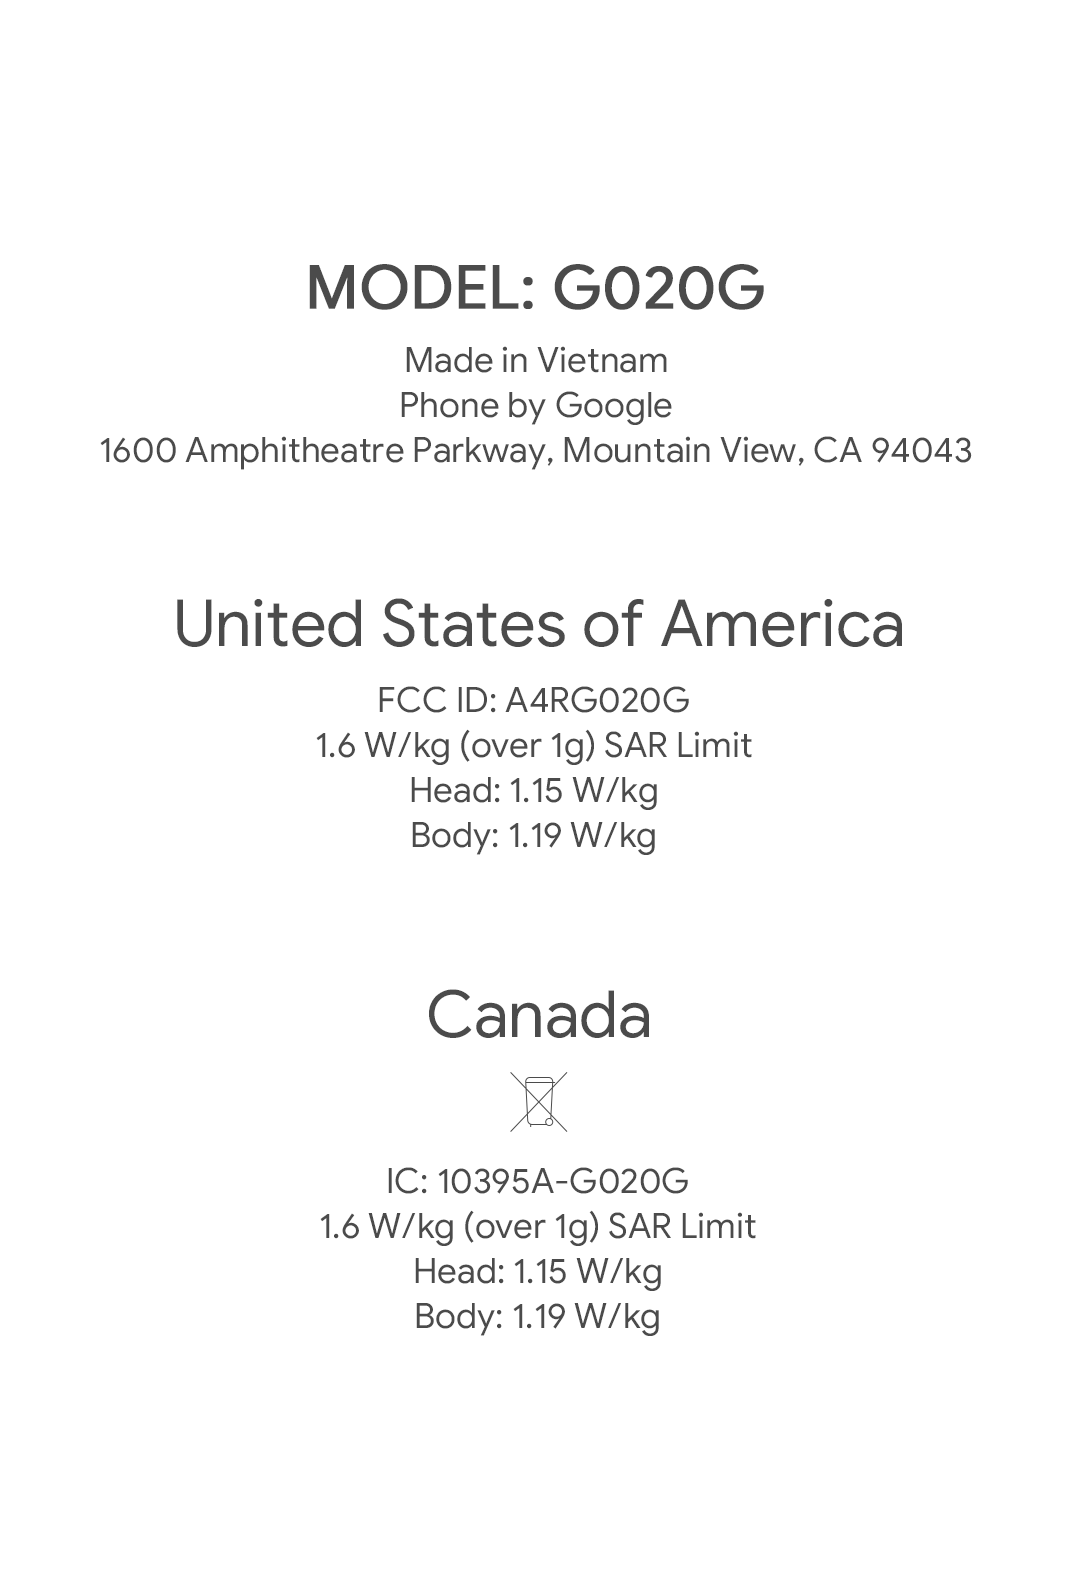 MODEL: G020G
Made in Vietnam
Phone by Google
1600 Amphitheatre Parkway, Mountain View, CA 94043
United States of America
FCC ID: A4RG020G
1.6 W/kg (over 1g) SAR Limit
Head: 1.15 W/kg
Body: 1.19 W/kg
Canada
IC: 10395A-G020G
1.6 W/kg (over 1g) SAR Limit
Head: 1.15 W/kg
Body: 1.19 W/kg